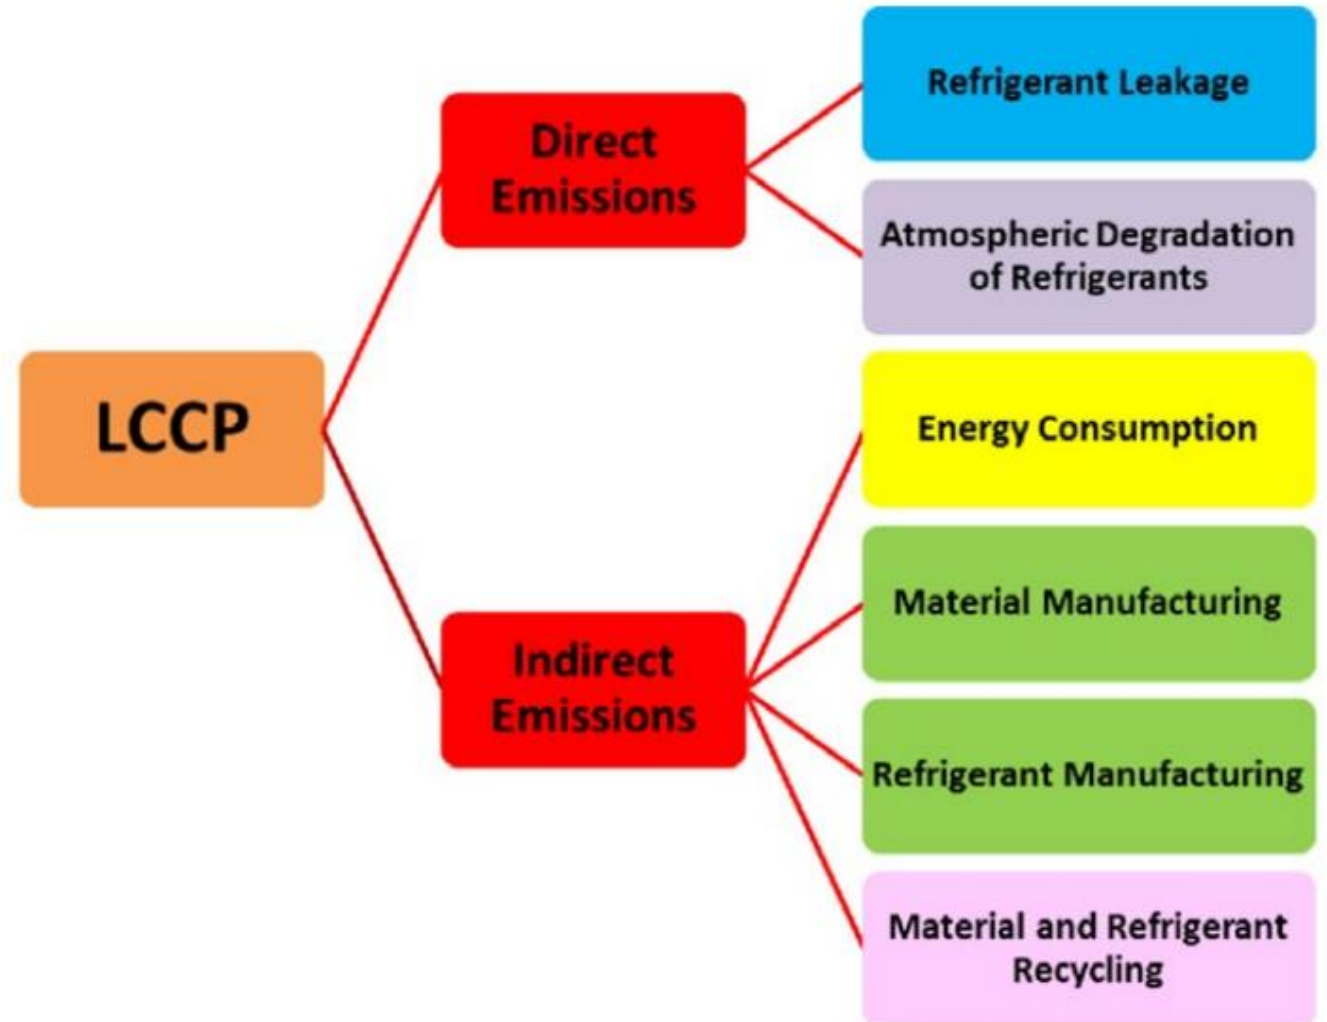 LCCP
Direct
Emissions
Refrigerant Leakage
Atmospheric Degradation
of Refrigerants
Indirect
Emissions
Energy Consumption
Material Manufacturing
Refrigerant Manufacturing
Material and Refrigerant
Recycling